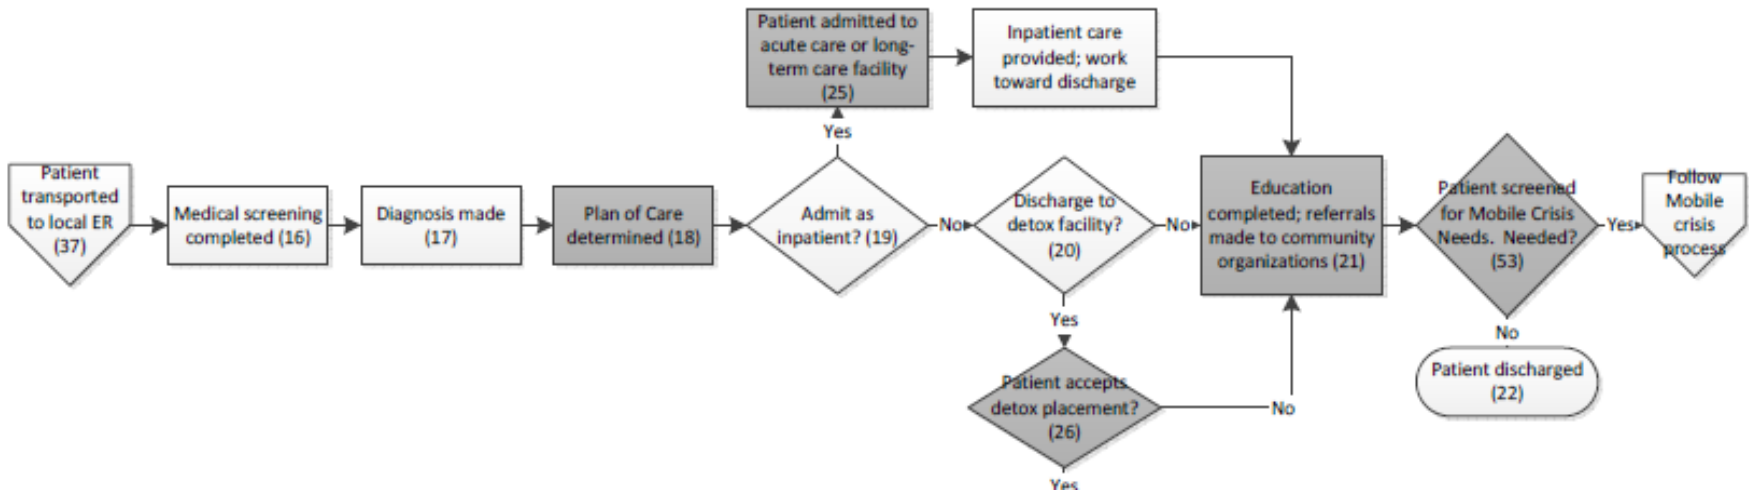 Patient admitted to
acute care or long-
term care facility
(25)
Inpatient care
provided; work
toward discharge
Yes
Patient
transported
to local ER
(37)
Medical screening
completed (16)
Diagnosis made
(17)
Plan of Care
determined (18)
Admit as
inpatient? (19)
No
Discharge to
detox facility?
(20)
No
Education
completed; referrals
made to community
organizations (21)
Patient screened
for Mobile Crisis
Needs. Needed?
(53)
Yes
Follow
Mobile
crisis
process
Yes
No
Patient accepts
detox placement?
(26)
No
Patient discharged
(22)
Yes